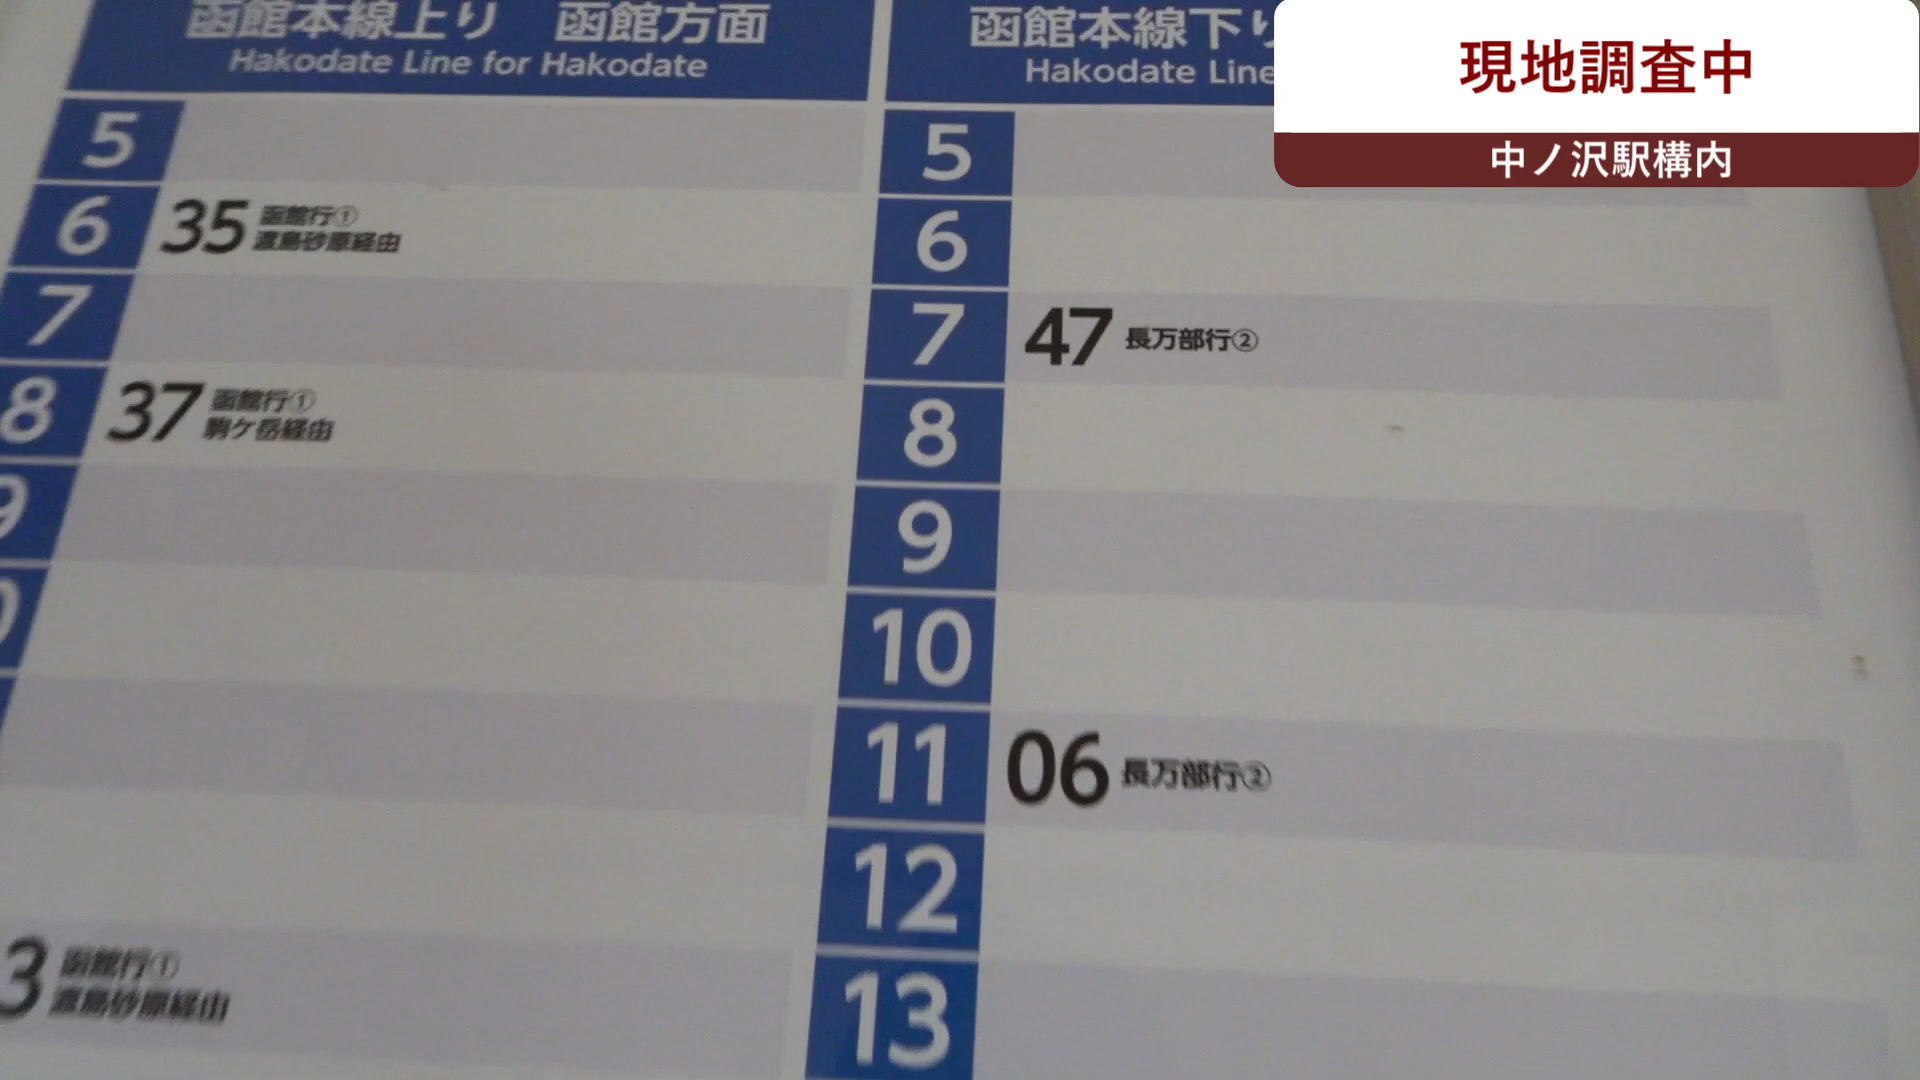 函館本線上り 函館方面
Hakodate Line for Hakodate
5
6 35 函館行①
渡島砂原経由
7
8 37 函館行①
駒ケ岳経由
9
0
3 函館行①
渡島砂原経由
函館本線下り
Hakodate Line
5
6
7 47 長万部行②
8
9
10
11 06 長万部行②
12
13
現地調査中
中ノ沢駅構内